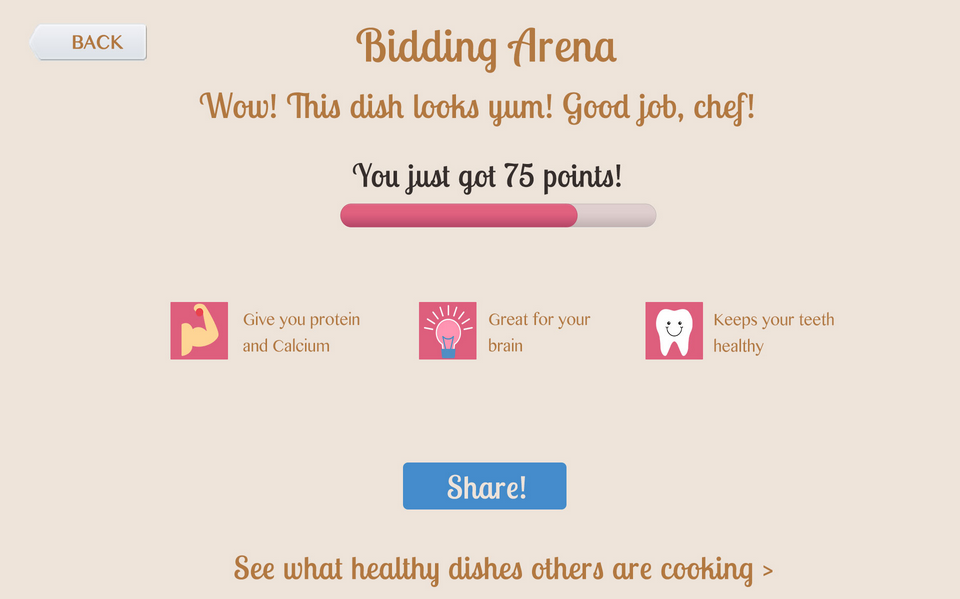 BACK
Bidding Arena
Wow! This dish looks yum! Good job, chef!
You just got 75 points!
Give you protein
and Calcium
Great for your
brain
Keeps your teeth
healthy
Share!
See what healthy dishes others are cooking >